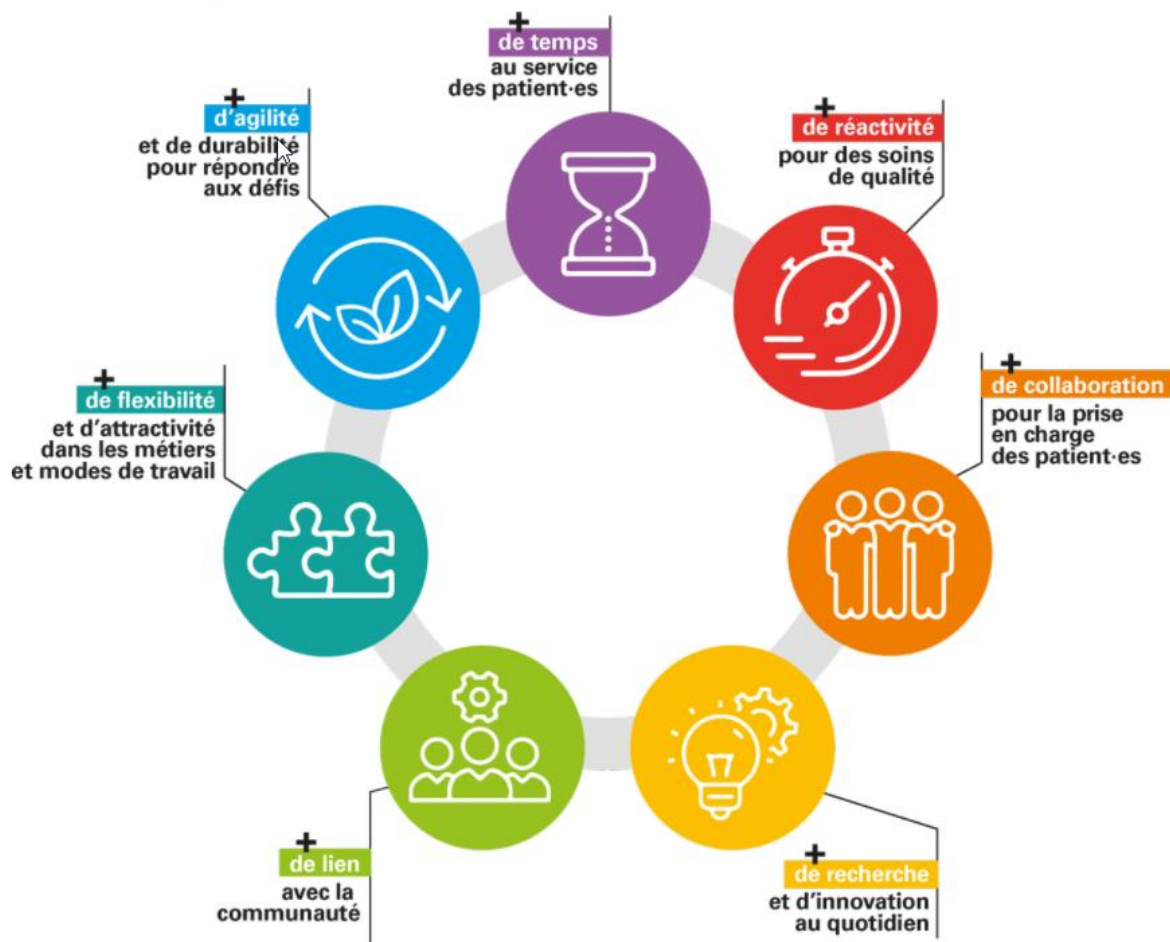 +
de temps
au service
des patient·es
+
de réactivité
pour des soins
de qualité
+
de collaboration
pour la prise
en charge
des patient·es
+
de recherche
et d'innovation
au quotidien
+
de lien
avec la
communauté
+
de flexibilité
et d'attractivité
dans les métiers
et modes de travail
+
d'agilité
et de durabilité
pour répondre
aux défis